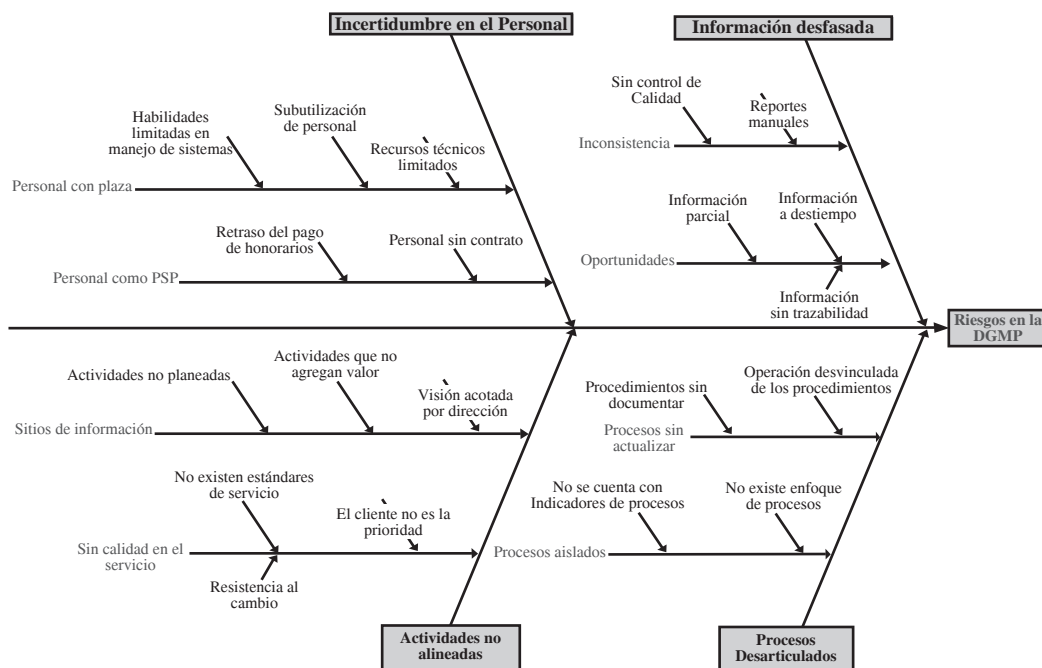 Incertidumbre en el Personal
Información desfasada
Sin control de
Calidad
Reportes
manuales
Inconsistencia
Habilidades
limitadas en
manejo de sistemas
Subutilización
de personal
Recursos técnicos
limitados
Personal con plaza
Información
parcial
Información
a destiempo
Oportunidades
Información
sin trazabilidad
Retraso del pago
de honorarios
Personal sin contrato
Personal como PSP
Riesgos en la
DGMP
Actividades no planeadas
Actividades que no
agregan valor
Visión acotada
por dirección
Sitios de información
Procedimientos sin
documentar
Operación desvinculada
de los procedimientos
Procesos sin
actualizar
No existen estándares
de servicio
El cliente no es la
prioridad
Sin calidad en el
servicio
Resistencia al
cambio
No se cuenta con
Indicadores de procesos
No existe enfoque
de procesos
Procesos aislados
Actividades no
alineadas
Procesos
Desarticulados